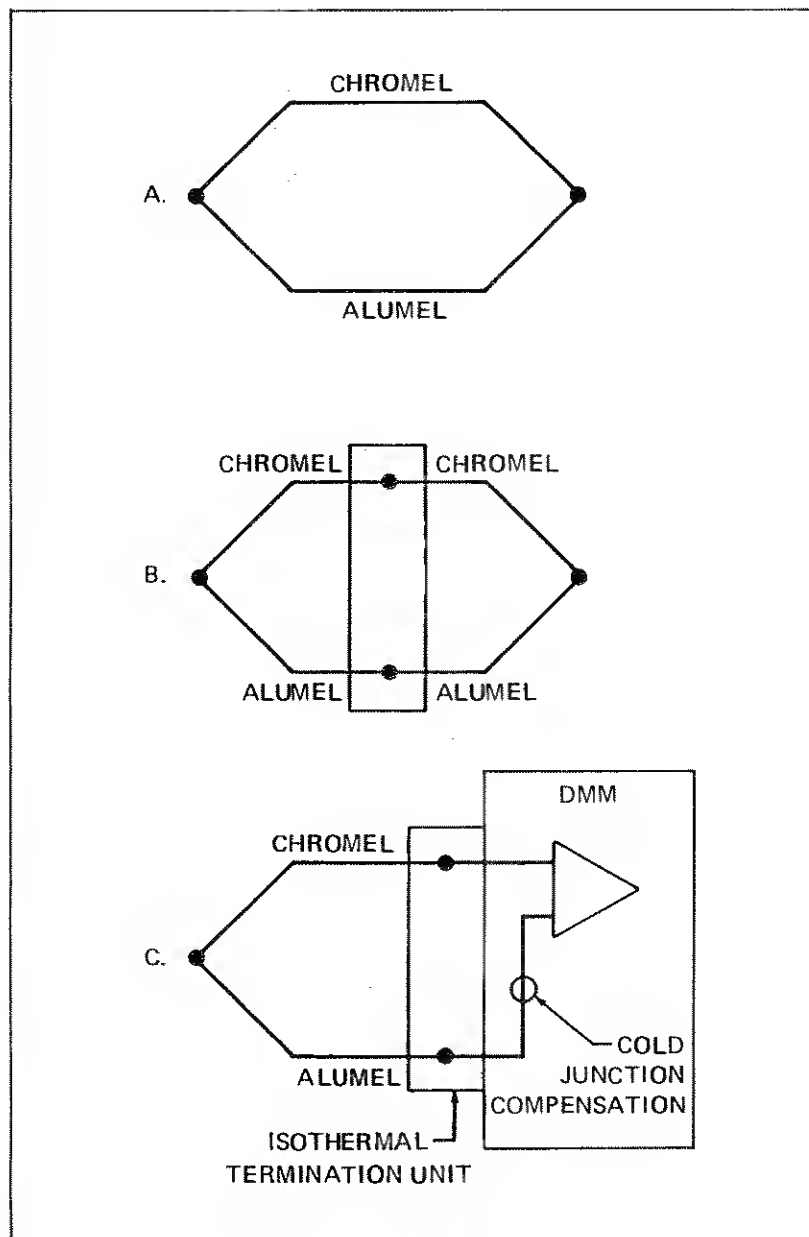 CHROMEL
A.
ALUMEL
CHROMEL CHROMEL
B.
ALUMEL ALUMEL
DMM
CHROMEL
C.
ALUMEL
COLD
JUNCTION
COMPENSATION
ISOTHERMAL
TERMINATION UNIT